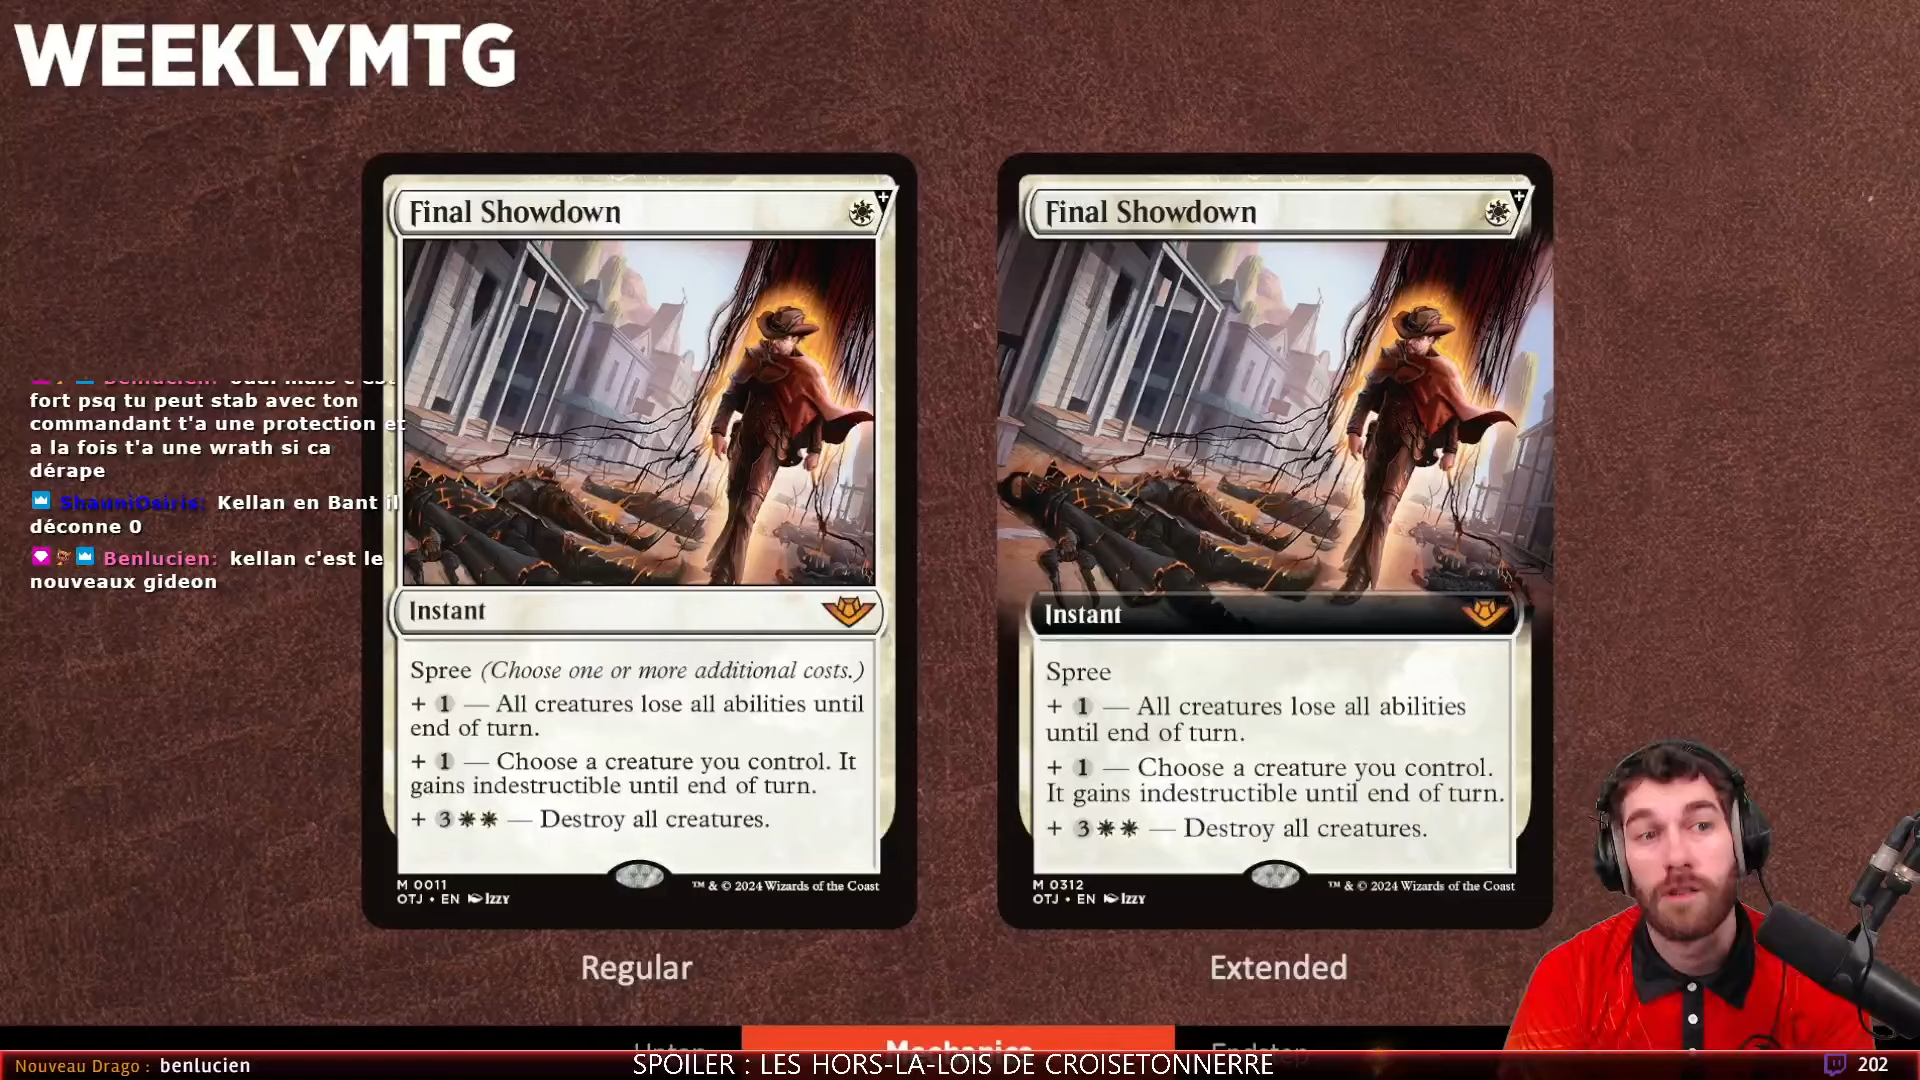 WEEKLYMTG
fort psq tu peut stab avec ton
commandant t'a une protection et
a la fois t'a une wrath si ca
dérape
ShauniOsiris: Kellan en Bant il
déconne 0
Benlucien: kellan c'est le
nouveaux gideon
Final Showdown
Instant
Spree (Choose one or more additional costs.)
+ 1 — All creatures lose all abilities until
end of turn.
+ 1 — Choose a creature you control. It
gains indestructible until end of turn.
+ 3 — Destroy all creatures.
M 0011
OTJ • EN Izzy
™ & © 2024 Wizards of the Coast
Regular
Final Showdown
Instant
Spree
+ 1 — All creatures lose all abilities
until end of turn.
+ 1 — Choose a creature you control.
It gains indestructible until end of turn.
+ 3 — Destroy all creatures.
M 0312
OTJ • EN Izzy
™ & © 2024 Wizards of the Coast
Extended
Nouveau Drago : benlucien
SPOILER : LES HORS-LA-LOIS DE CROISETONNERRE
202